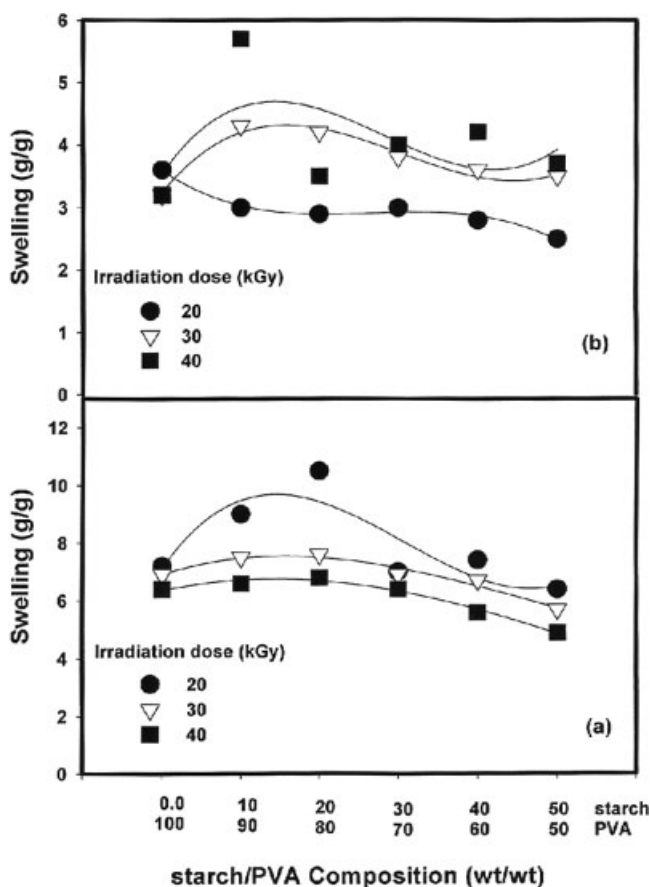 6
5
4
3
2
1
0
Swelling (g/g)
Irradiation dose (kGy)
20
30
40
(b)
12
10
8
6
4
2
0
Swelling (g/g)
Irradiation dose (kGy)
20
30
40
(a)
0.0 10 20 30 40 50 starch
100 90 80 70 60 50 PVA
starch/PVA Composition (wt/wt)